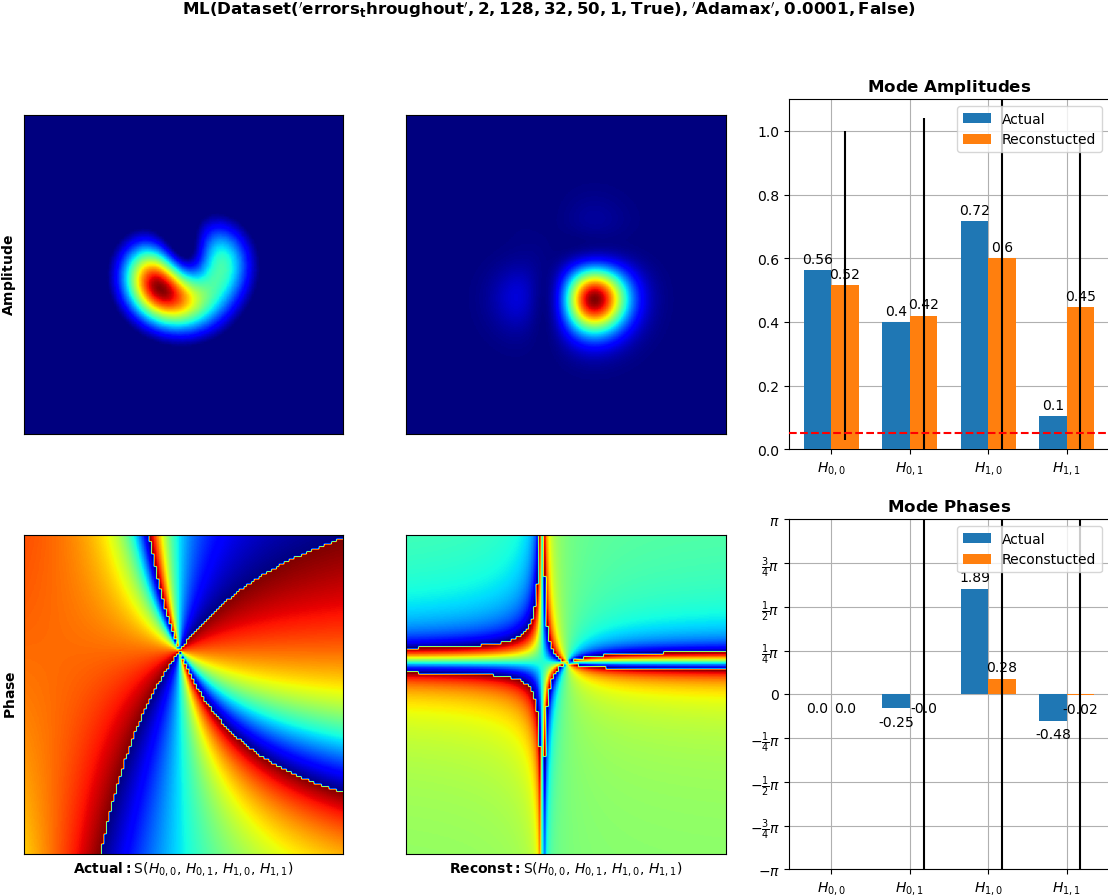 ML(Dataset('errors_throughout', 2, 128, 32, 50, 1, True), 'Adamax', 0.0001, False)
Mode Amplitudes
Amplitude
Actual
Reconstucted
1.0
0.8
0.6
0.4
0.2
0.0
0.56
0.52
0.4
0.42
0.72
0.6
0.1
0.45
H0,0
H0,1
H1,0
H1,1
Mode Phases
Phase
Actual
Reconstucted
π
3/4π
1/2π
1/4π
0
−1/4π
−1/2π
−3/4π
−π
0.0
0.0
-0.25
-0.0
1.89
0.28
-0.48
-0.02
H0,0
H0,1
H1,0
H1,1
Actual: S(H0,0, H0,1, H1,0, H1,1)
Reconst: S(H0,0, H0,1, H1,0, H1,1)